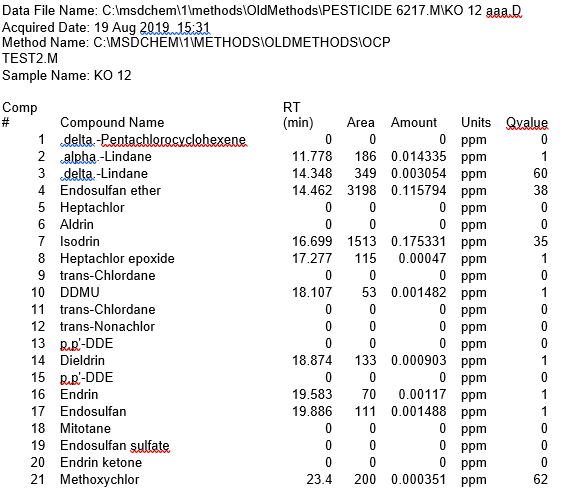 Data File Name: C:\msdchem\1\methods\OldMethods\PESTICIDE 6217.M\KO 12 aaa.D
Acquired Date: 19 Aug 2019 15:31
Method Name: C:\MSDCHEM\1\METHODS\OLDMETHODS\OCP
TEST2.M
Sample Name: KO 12
Comp RT
# Compound Name (min) Area Amount Units Qvalue
1 .delta.-Pentachlorocyclohexene 0 0 0 ppm 0
2 .alpha.-Lindane 11.778 186 0.014335 ppm 1
3 .delta.-Lindane 14.348 349 0.003054 ppm 60
4 Endosulfan ether 14.462 3198 0.115794 ppm 38
5 Heptachlor 0 0 0 ppm 0
6 Aldrin 0 0 0 ppm 0
7 Isodrin 16.699 1513 0.175331 ppm 35
8 Heptachlor epoxide 17.277 115 0.00047 ppm 1
9 trans-Chlordane 0 0 0 ppm 0
10 DDMU 18.107 53 0.001482 ppm 1
11 trans-Chlordane 0 0 0 ppm 0
12 trans-Nonachlor 0 0 0 ppm 0
13 p,p'-DDE 0 0 0 ppm 0
14 Dieldrin 18.874 133 0.000903 ppm 1
15 p,p'-DDE 0 0 0 ppm 0
16 Endrin 19.583 70 0.00117 ppm 1
17 Endosulfan 19.886 111 0.001488 ppm 1
18 Mitotane 0 0 0 ppm 0
19 Endosulfan sulfate 0 0 0 ppm 0
20 Endrin ketone 0 0 0 ppm 0
21 Methoxychlor 23.4 200 0.000351 ppm 62